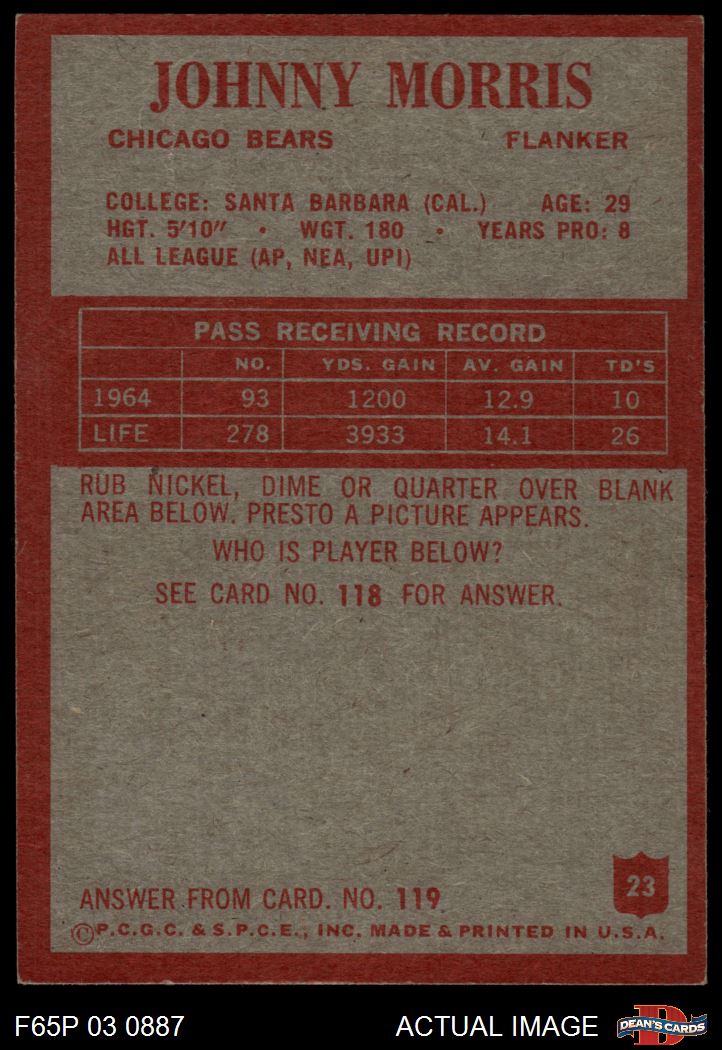 JOHNNY MORRIS
CHICAGO BEARS FLANKER
COLLEGE: SANTA BARBARA (CAL.) AGE: 29
HGT. 5'10" • WGT. 180 • YEARS PRO: 8
ALL LEAGUE (AP, NEA, UPI)
PASS RECEIVING RECORD
NO. YDS. GAIN AV. GAIN TD'S
1964 93 1200 12.9 10
LIFE 278 3933 14.1 26
RUB NICKEL, DIME OR QUARTER OVER BLANK
AREA BELOW. PRESTO A PICTURE APPEARS.
WHO IS PLAYER BELOW?
SEE CARD NO. 118 FOR ANSWER.
23
ANSWER FROM CARD. NO. 119
©P.C.G.C. & S.P.C.E., INC. MADE & PRINTED IN U.S.A.
F65P 03 0887 ACTUAL IMAGE
D
DEAN'S CARDS